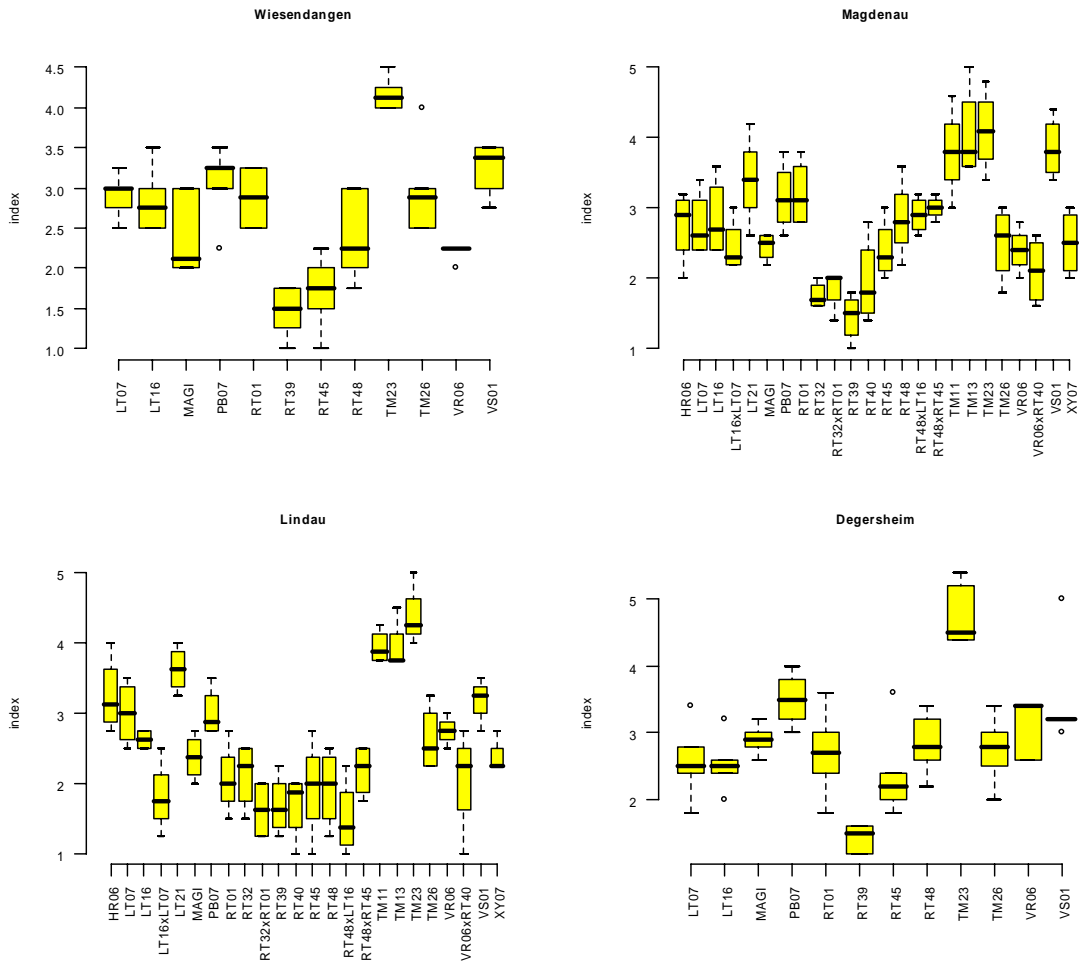 Wiesendangen
index
4.5
4.0
3.5
3.0
2.5
2.0
1.5
1.0
LT07
LT16
MAGI
PB07
RT01
RT39
RT45
RT48
TM23
TM26
VR06
VS01
Magdenau
index
5
4
3
2
1
HR06
LT07
LT16
LT16xLT07
LT21
MAGI
PB07
RT01
RT32
RT32xRT01
RT39
RT40
RT45
RT48
RT48xLT16
RT48xRT45
TM11
TM13
TM23
TM26
VR06
VR06xRT40
VS01
XY07
Lindau
index
5
4
3
2
1
HR06
LT07
LT16
LT16xLT07
LT21
MAGI
PB07
RT01
RT32
RT32xRT01
RT39
RT40
RT45
RT48
RT48xLT16
RT48xRT45
TM11
TM13
TM23
TM26
VR06
VR06xRT40
VS01
XY07
Degersheim
index
5
4
3
2
LT07
LT16
MAGI
PB07
RT01
RT39
RT45
RT48
TM23
TM26
VR06
VS01